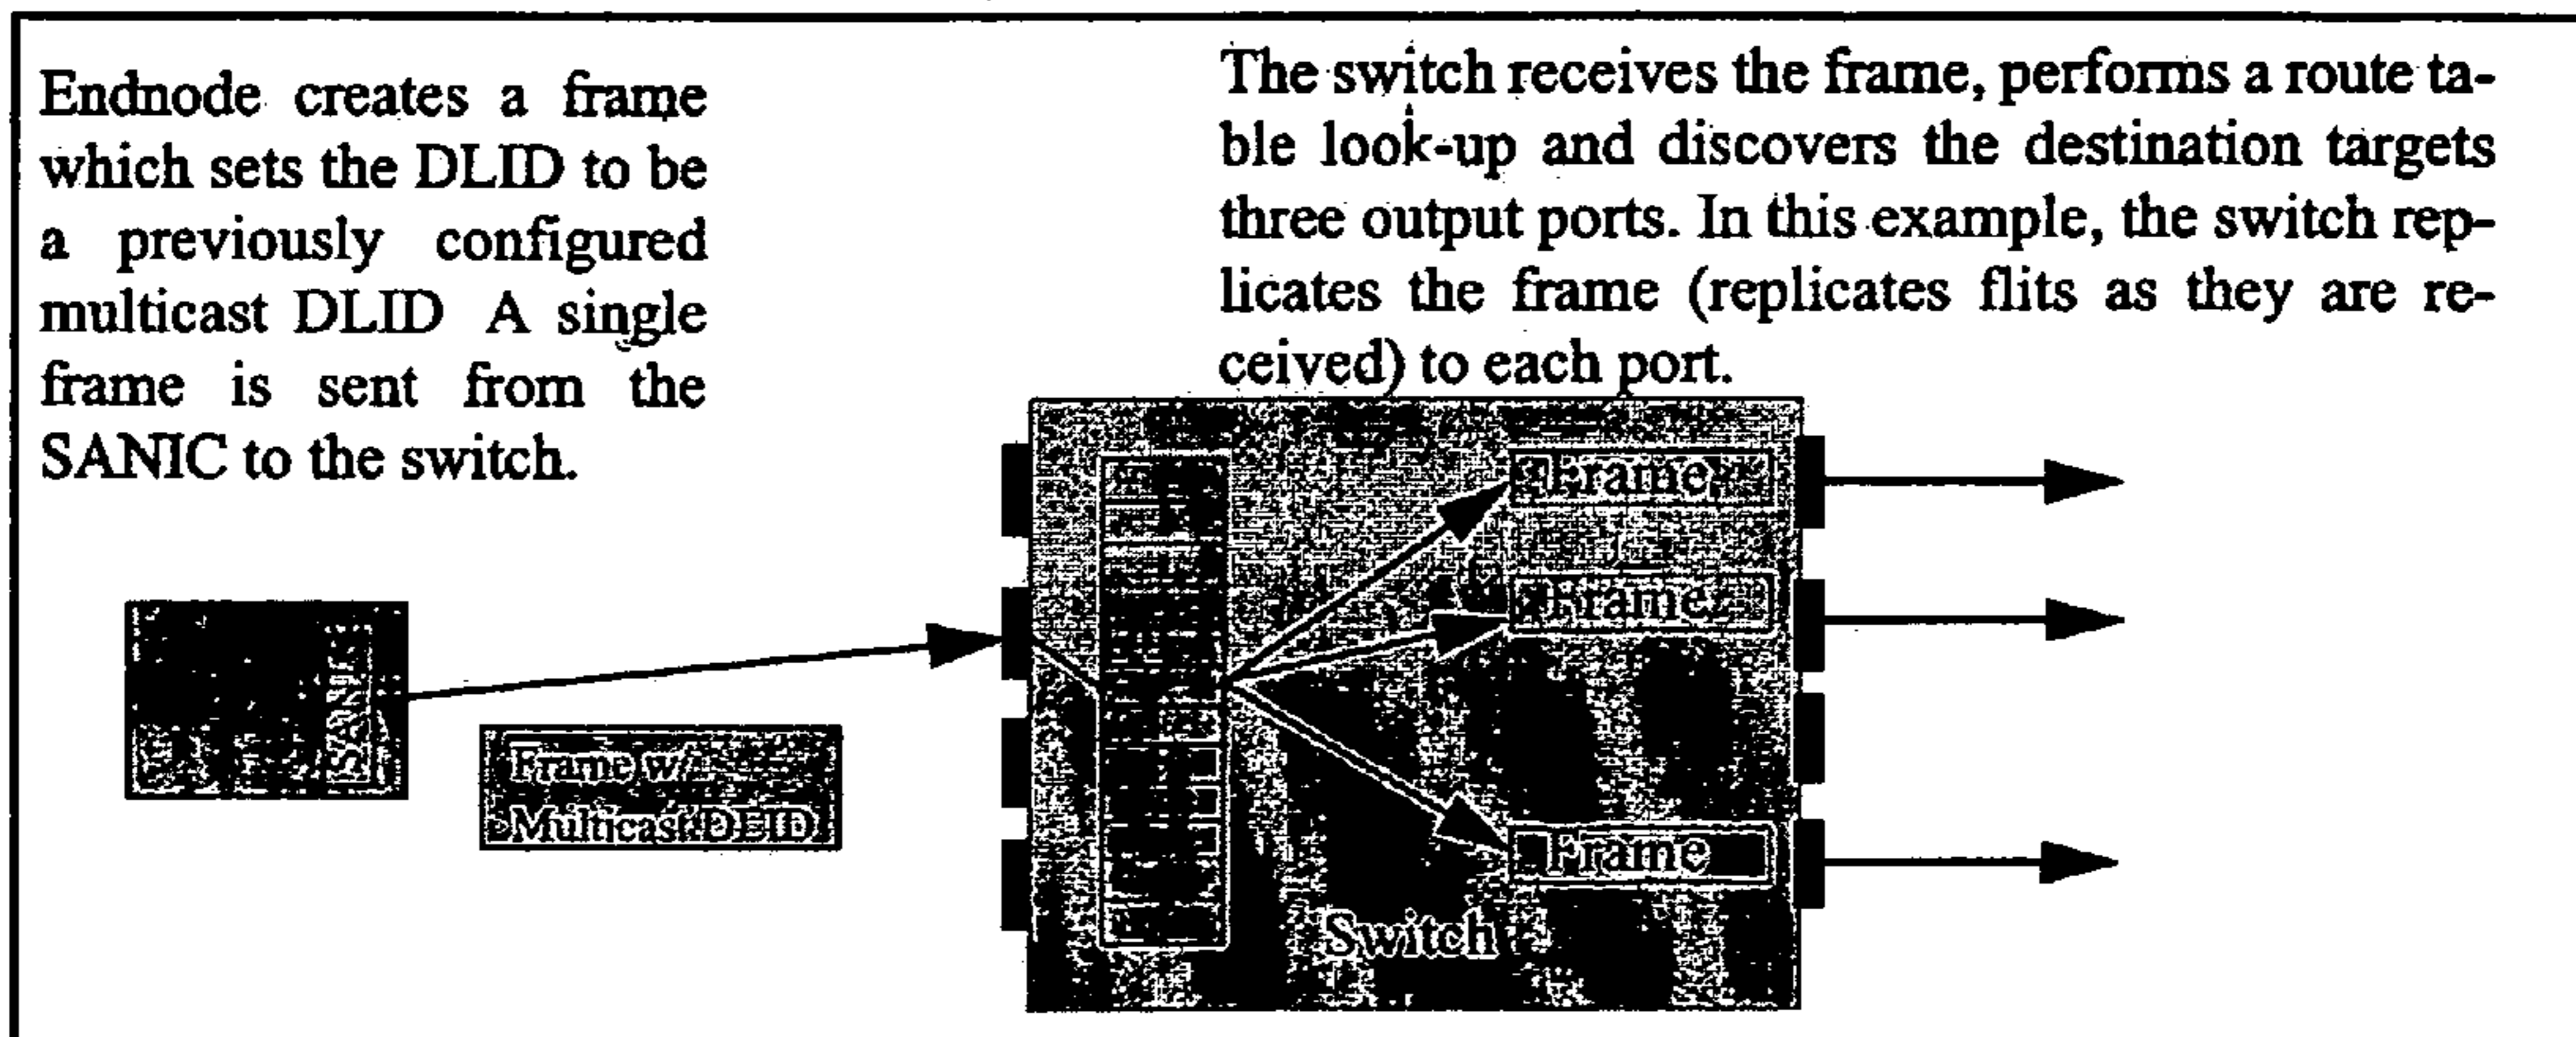 Endnode creates a frame
which sets the DLID to be
a previously configured
multicast DLID A single
frame is sent from the
SANIC to the switch.
The switch receives the frame, performs a route ta-
ble look-up and discovers the destination targets
three output ports. In this example, the switch rep-
licates the frame (replicates flits as they are re-
ceived) to each port.
Frame
Frame
SANIC
Frame w/
Multicast DLID
Frame
Switch